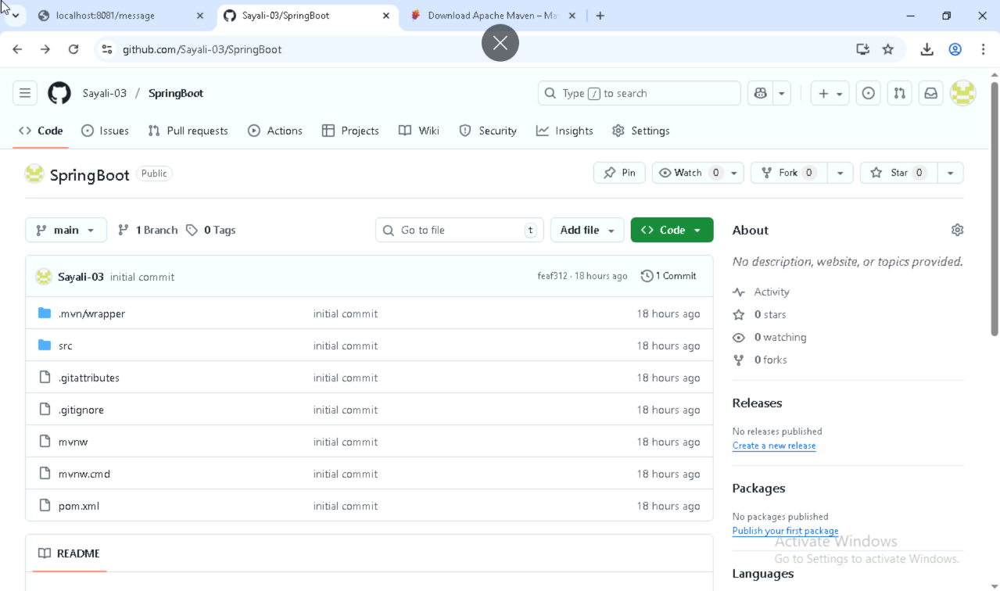 localhost:8081/message
Sayali-03/SpringBoot
Download Apache Maven – Ma
github.com/Sayali-03/SpringBoot
Sayali-03 / SpringBoot
Type / to search
Code Issues Pull requests Actions Projects Wiki Security Insights Settings
SpringBoot Public
Pin Watch 0 Fork 0 Star 0
main 1 Branch 0 Tags Go to file t Add file Code
About
No description, website, or topics provided.
Sayali-03 initial commit feaf312 · 18 hours ago 1 Commit
.mvn/wrapper initial commit 18 hours ago
src initial commit 18 hours ago
.gitattributes initial commit 18 hours ago
.gitignore initial commit 18 hours ago
mvnw initial commit 18 hours ago
mvnw.cmd initial commit 18 hours ago
pom.xml initial commit 18 hours ago
README
Activity
0 stars
0 watching
0 forks
Releases
No releases published
Create a new release
Packages
No packages published
Publish your first package
Activate Windows
Go to Settings to activate Windows.
Languages